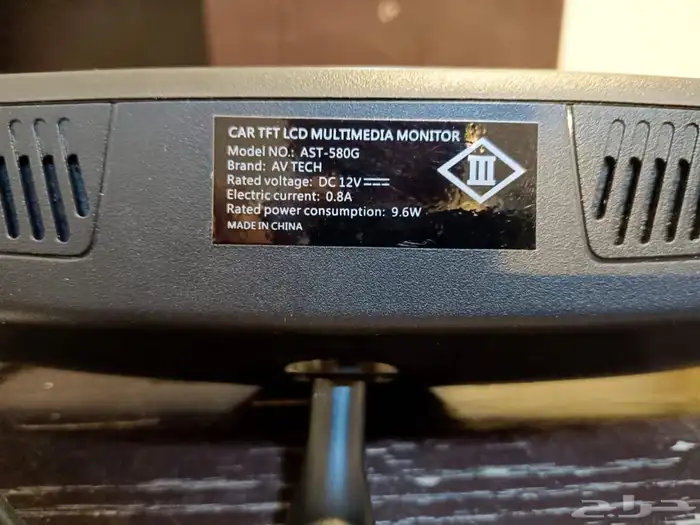 CAR TFT LCD MULTIMEDIA MONITOR
Model NO.: AST-580G
Brand: AV TECH
Rated voltage: DC 12V⎓
Electric current: 0.8A
Rated power consumption: 9.6W
MADE IN CHINA
III
حراج